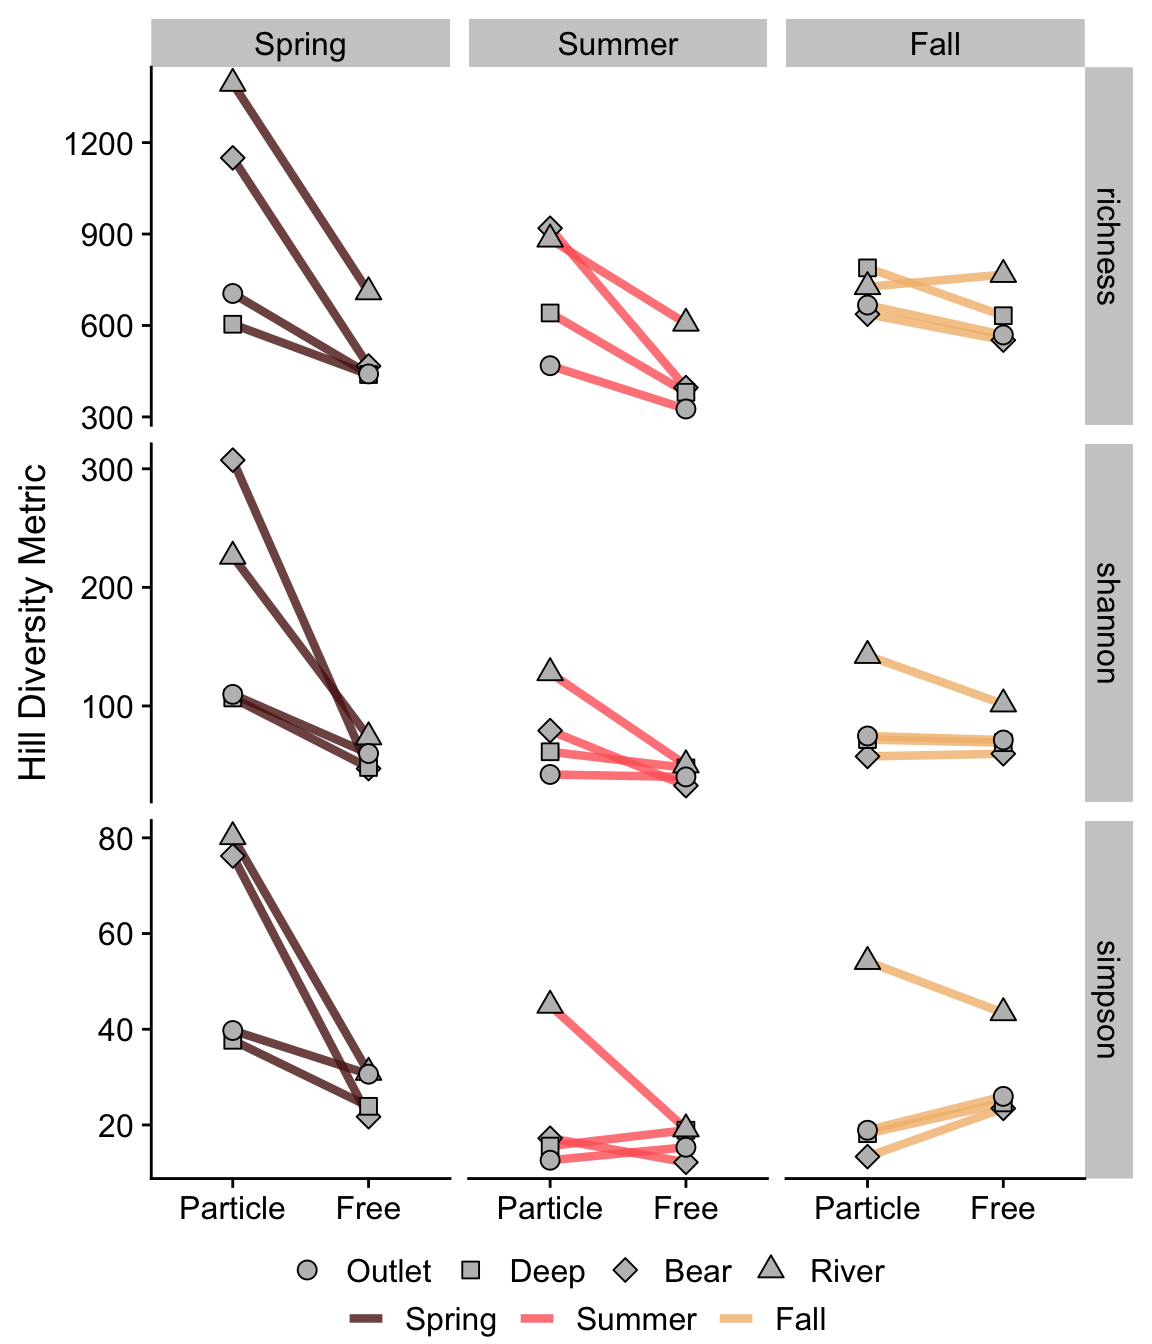 Spring Summer Fall
1200
900
600
300
richness
300
200
100
shannon
80
60
40
20
simpson
Hill Diversity Metric
Particle Free Particle Free Particle Free
Outlet Deep Bear River
Spring Summer Fall